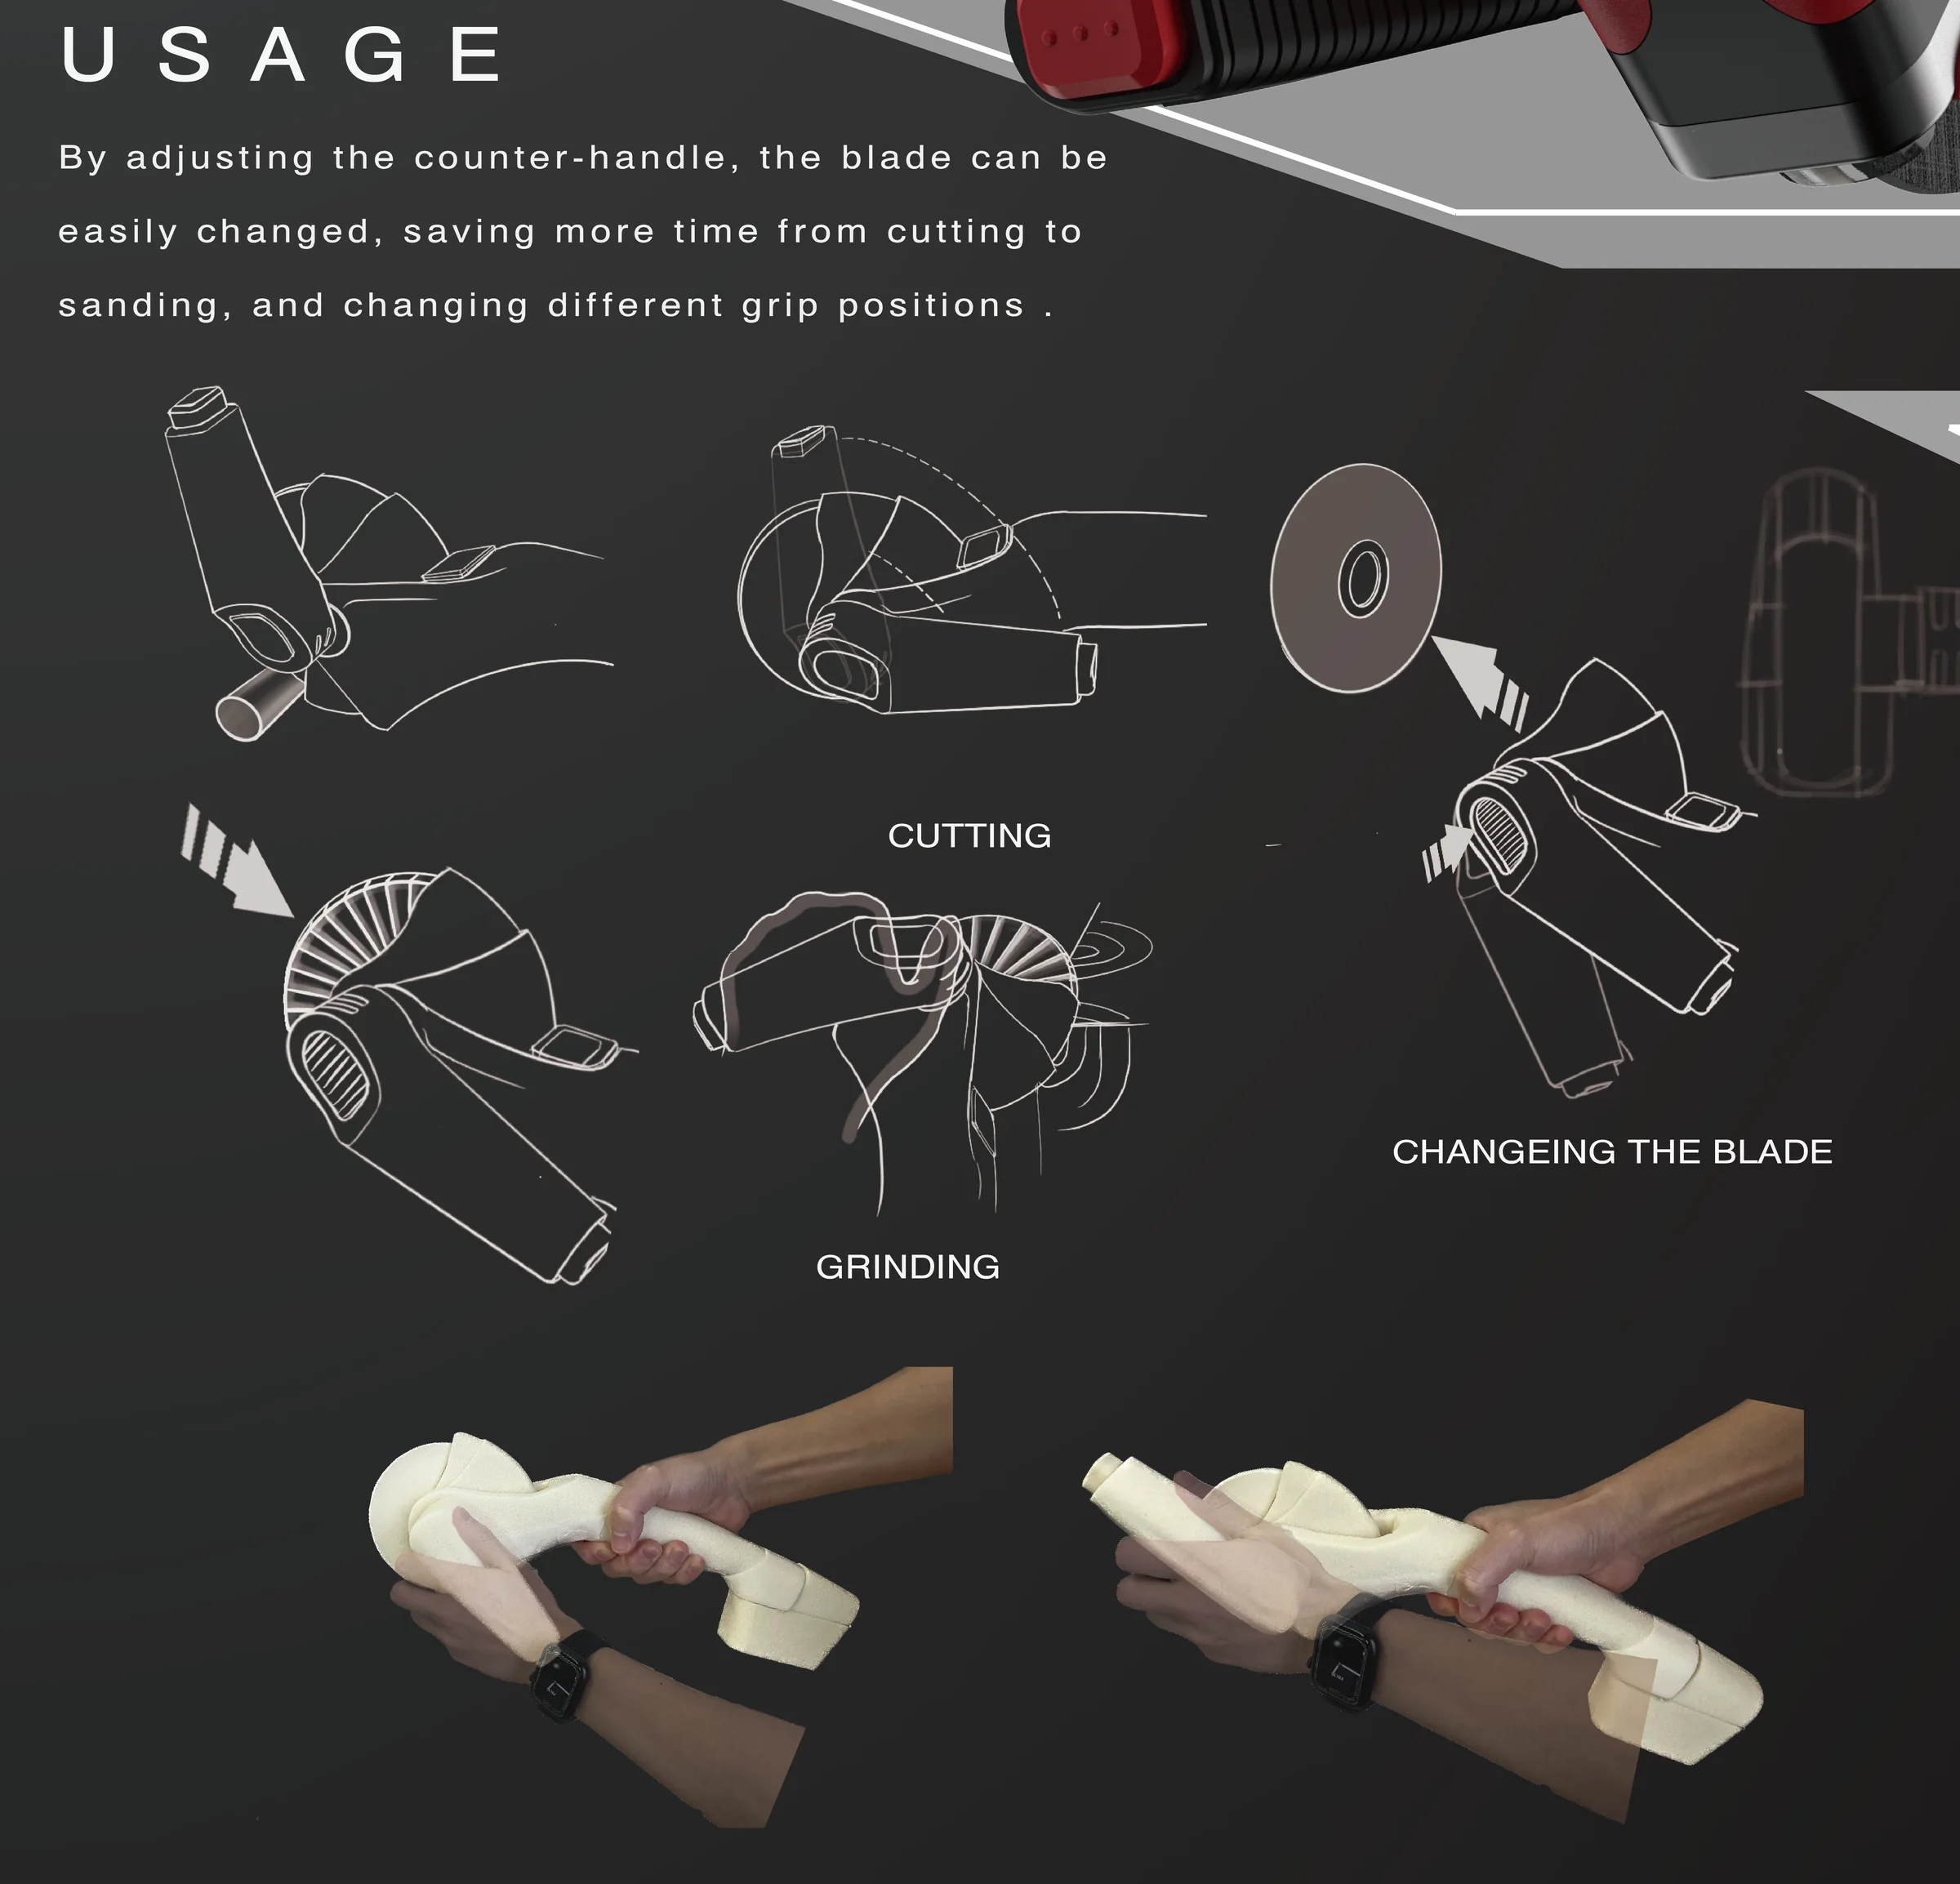 USAGE
By adjusting the counter-handle, the blade can be
easily changed, saving more time from cutting to
sanding, and changing different grip positions .
CUTTING
CHANGEING THE BLADE
GRINDING